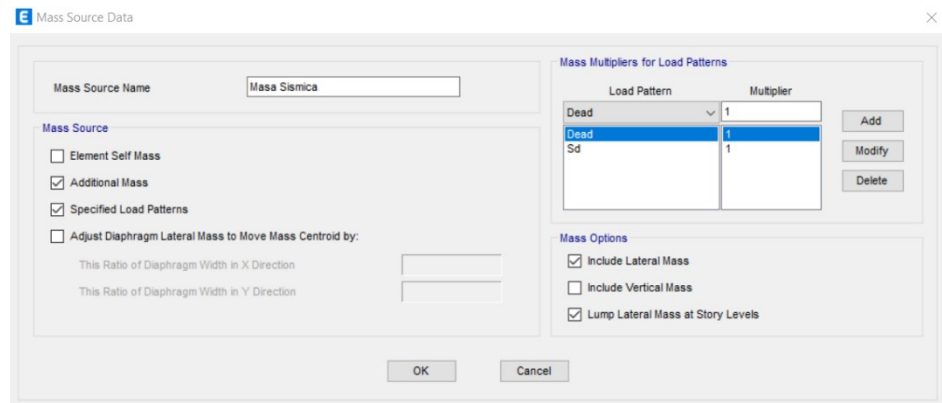 E Mass Source Data
Mass Source Name Masa Sismica
Mass Source
Element Self Mass
Additional Mass
Specified Load Patterns
Adjust Diaphragm Lateral Mass to Move Mass Centroid by:
This Ratio of Diaphragm Width in X Direction
This Ratio of Diaphragm Width in Y Direction
Mass Multipliers for Load Patterns
Load Pattern Multiplier
Dead 1 Add
Dead 1
Sd 1 Modify
Delete
Mass Options
Include Lateral Mass
Include Vertical Mass
Lump Lateral Mass at Story Levels
OK Cancel